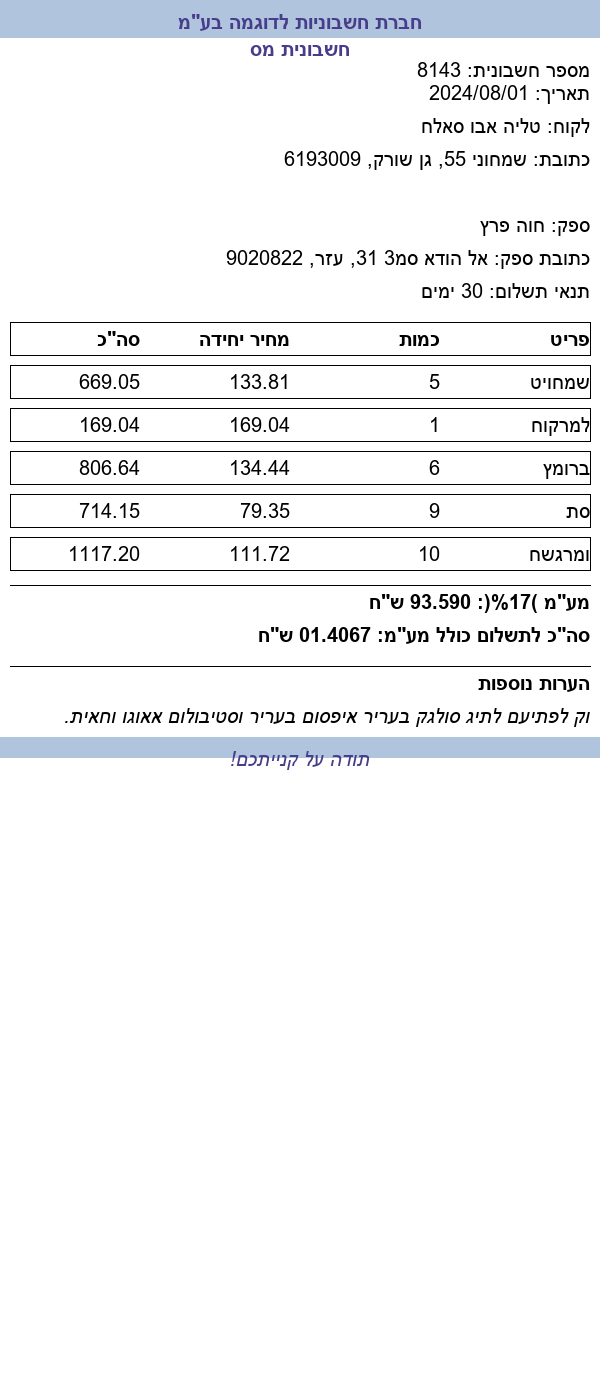 חברת חשבוניות לדוגמה בע"מ
חשבונית מס
מספר חשבונית: 8143
תאריך: 2024/08/01
לקוח: טליה אבו סאלח
כתובת: שמחוני 55, גן שורק, 6193009
ספק: חוה פרץ
כתובת ספק: אל הודא סמ3 31, עזר, 9020822
תנאי תשלום: 30 ימים
פריט כמות מחיר יחידה סה"כ
שמחויט 5 133.81 669.05
למרקוח 1 169.04 169.04
ברומץ 6 134.44 806.64
סת 9 79.35 714.15
ומרגשח 10 111.72 1117.20
מע"מ )17%(: 93.590 ש"ח
סה"כ לתשלום כולל מע"מ: 01.4067 ש"ח
הערות נוספות
וק לפתיעם לתיג סולגק בעריר איפסום בעריר וסטיבולום אאוגו וחאית.
תודה על קנייתכם!